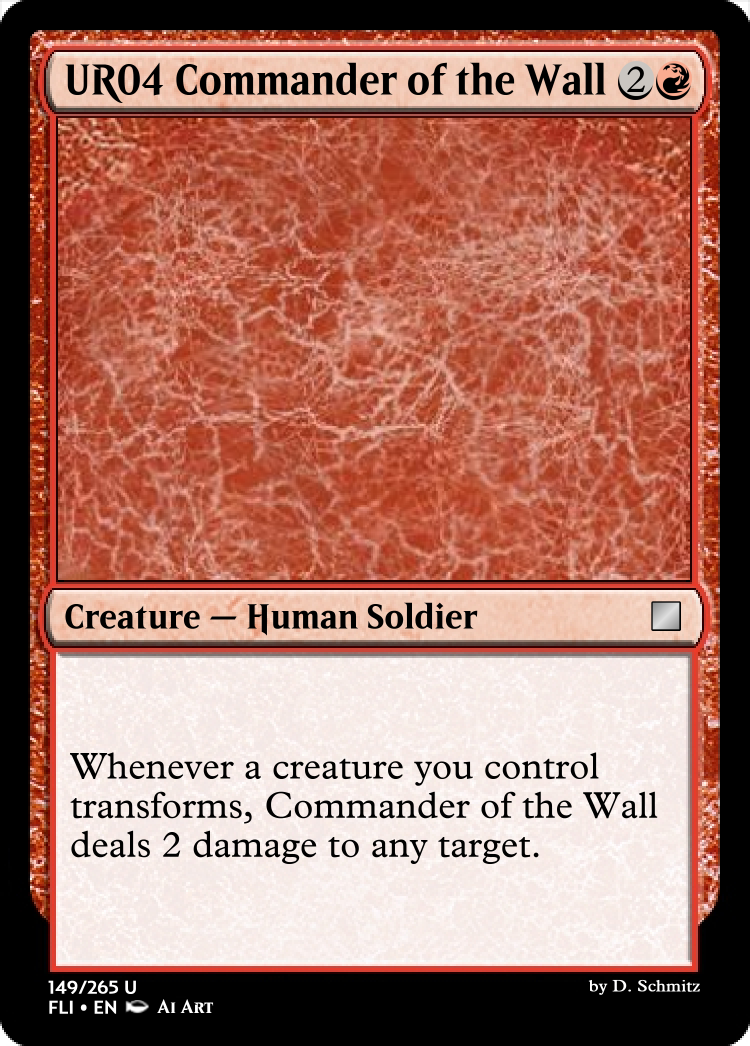 UR04 Commander of the Wall 2
Creature — Human Soldier
Whenever a creature you control
transforms, Commander of the Wall
deals 2 damage to any target.
149/265 U
FLI • EN AI ART
by D. Schmitz